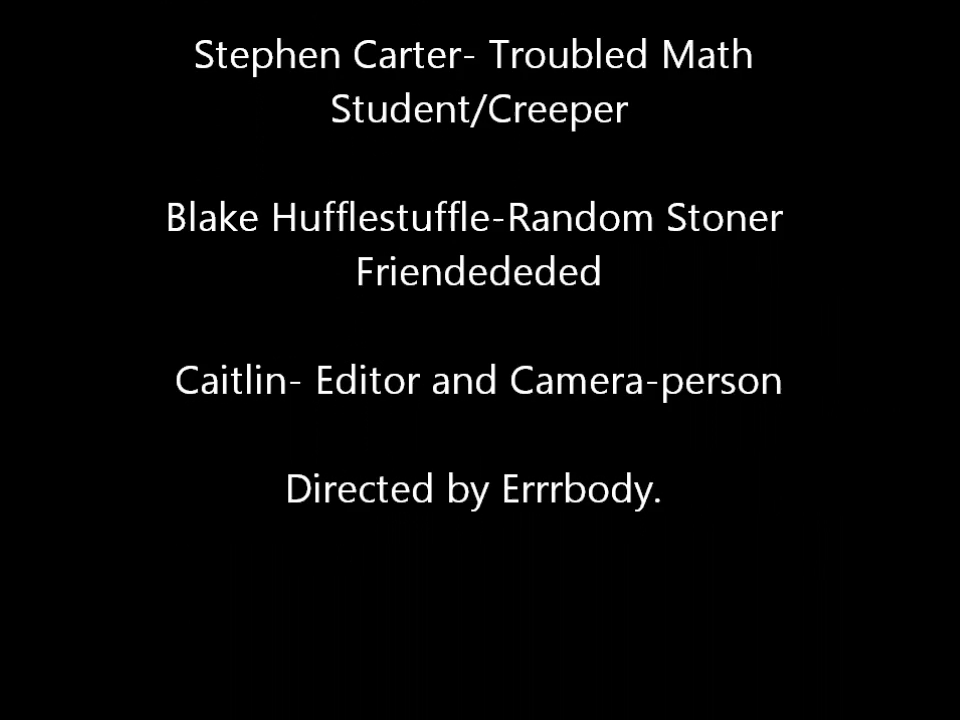 Stephen Carter- Troubled Math
Student/Creeper
Blake Hufflestuffle-Random Stoner
Friendededed
Caitlin- Editor and Camera-person
Directed by Errrbody.